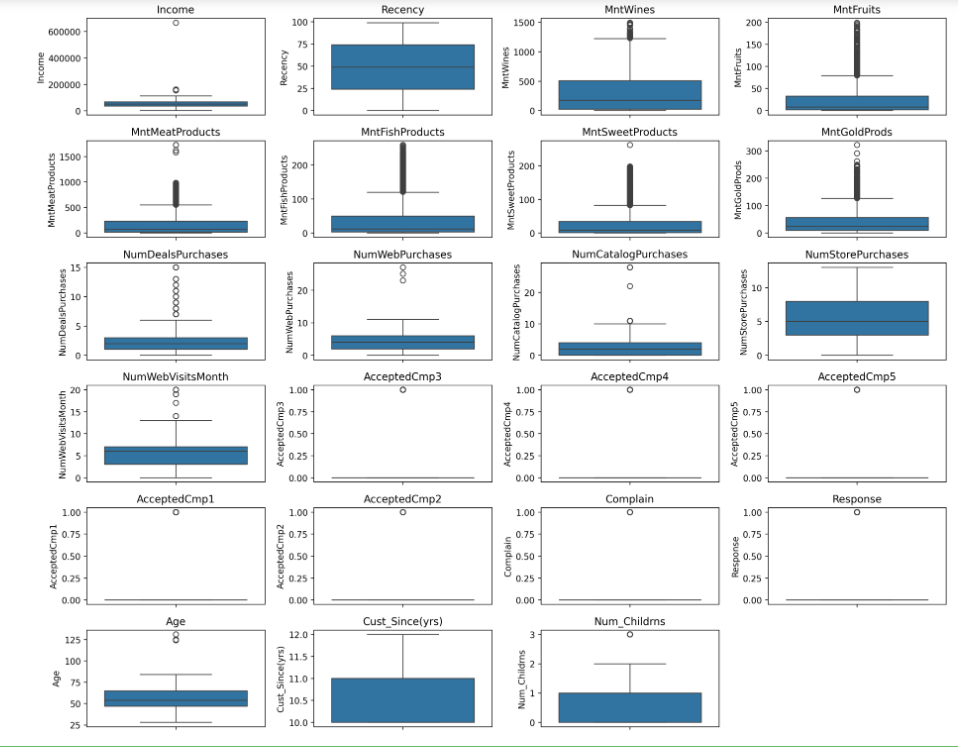 Income Recency MntWines MntFruits
Income 600000 400000 200000 0
Recency 100 75 50 25 0
MntWines 1500 1000 500 0
MntFruits 200 150 100 50 0
MntMeatProducts MntFishProducts MntSweetProducts MntGoldProds
MntMeatProducts 1500 1000 500 0
MntFishProducts 200 100 0
MntSweetProducts 200 100 0
MntGoldProds 300 200 100 0
NumDealsPurchases NumWebPurchases NumCatalogPurchases NumStorePurchases
NumDealsPurchases 15 10 5 0
NumWebPurchases 20 10 0
NumCatalogPurchases 20 10 0
NumStorePurchases 10 5 0
NumWebVisitsMonth AcceptedCmp3 AcceptedCmp4 AcceptedCmp5
NumWebVisitsMonth 20 15 10 5 0
AcceptedCmp3 1.00 0.75 0.50 0.25 0.00
AcceptedCmp4 1.00 0.75 0.50 0.25 0.00
AcceptedCmp5 1.00 0.75 0.50 0.25 0.00
AcceptedCmp1 AcceptedCmp2 Complain Response
AcceptedCmp1 1.00 0.75 0.50 0.25 0.00
AcceptedCmp2 1.00 0.75 0.50 0.25 0.00
Complain 1.00 0.75 0.50 0.25 0.00
Response 1.00 0.75 0.50 0.25 0.00
Age Cust_Since(yrs) Num_Childrns
Age 125 100 75 50 25
Cust_Since(yrs) 12.0 11.5 11.0 10.5 10.0
Num_Childrns 3 2 1 0